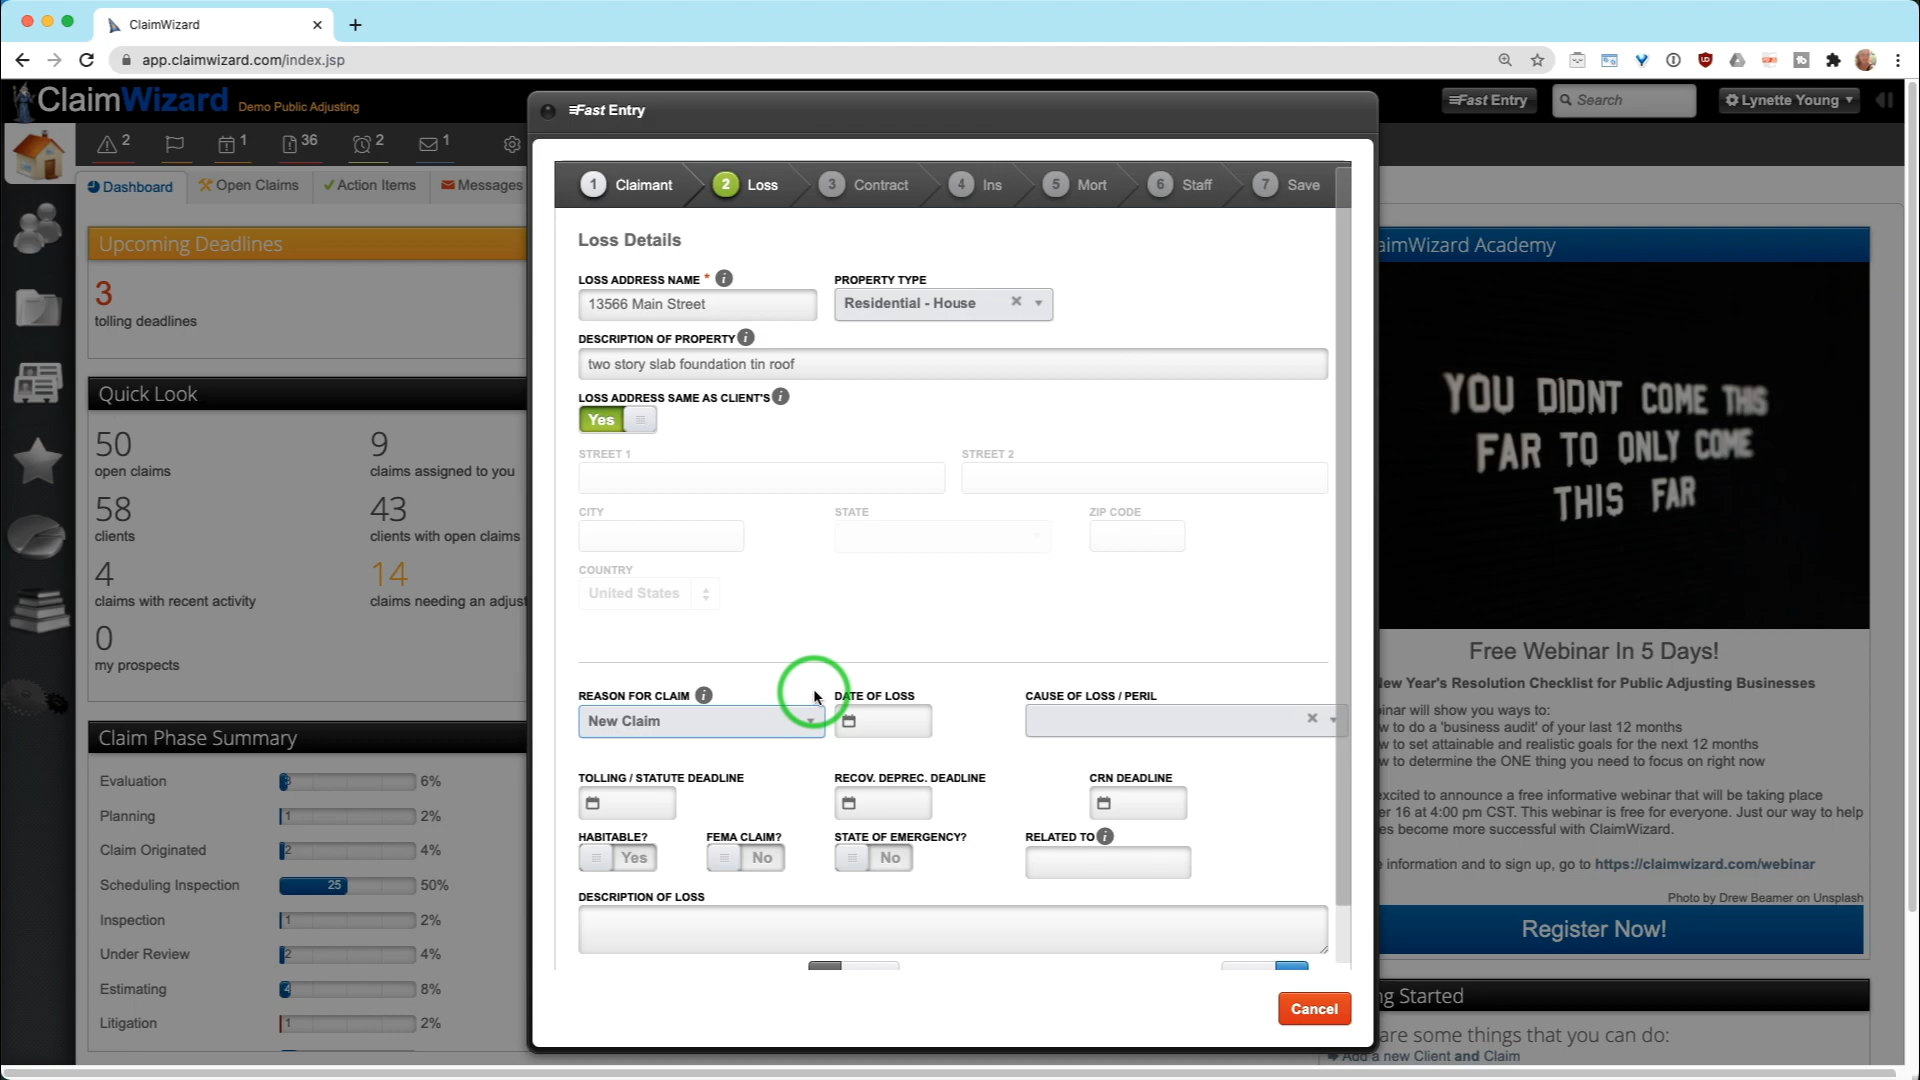 ClaimWizard
app.claimwizard.com/index.jsp
ClaimWizard Demo Public Adjusting
Fast Entry
Search
Lynette Young
2
1
36
2
1
Dashboard
Open Claims
Action Items
Messages
Upcoming Deadlines
3
tolling deadlines
Quick Look
50
open claims
9
claims assigned to you
58
clients
43
clients with open claims
4
claims with recent activity
14
claims needing an adjust
0
my prospects
Claim Phase Summary
Evaluation 6%
Planning 1 2%
Claim Originated 2 4%
Scheduling Inspection 25 50%
Inspection 1 2%
Under Review 2 4%
Estimating 4 8%
Litigation 1 2%
Fast Entry
1 Claimant
2 Loss
3 Contract
4 Ins
5 Mort
6 Staff
7 Save
Loss Details
LOSS ADDRESS NAME *
PROPERTY TYPE
13566 Main Street
Residential - House
DESCRIPTION OF PROPERTY
two story slab foundation tin roof
LOSS ADDRESS SAME AS CLIENT'S
Yes
STREET 1
STREET 2
CITY
STATE
ZIP CODE
COUNTRY
United States
REASON FOR CLAIM
DATE OF LOSS
CAUSE OF LOSS / PERIL
New Claim
TOLLING / STATUTE DEADLINE
RECOV. DEPREC. DEADLINE
CRN DEADLINE
HABITABLE?
FEMA CLAIM?
STATE OF EMERGENCY?
RELATED TO
Yes
No
No
DESCRIPTION OF LOSS
Cancel
aimWizard Academy
YOU DIDNT COME THIS
FAR TO ONLY COME
THIS FAR
Free Webinar In 5 Days!
New Year's Resolution Checklist for Public Adjusting Businesses
inar will show you ways to:
w to do a 'business audit' of your last 12 months
w to set attainable and realistic goals for the next 12 months
w to determine the ONE thing you need to focus on right now
xcited to announce a free informative webinar that will be taking place
er 16 at 4:00 pm CST. This webinar is free for everyone. Just our way to help
es become more successful with ClaimWizard.
e information and to sign up, go to https://claimwizard.com/webinar
Photo by Drew Beamer on Unsplash
Register Now!
ng Started
are some things that you can do:
Add a new Client and Claim